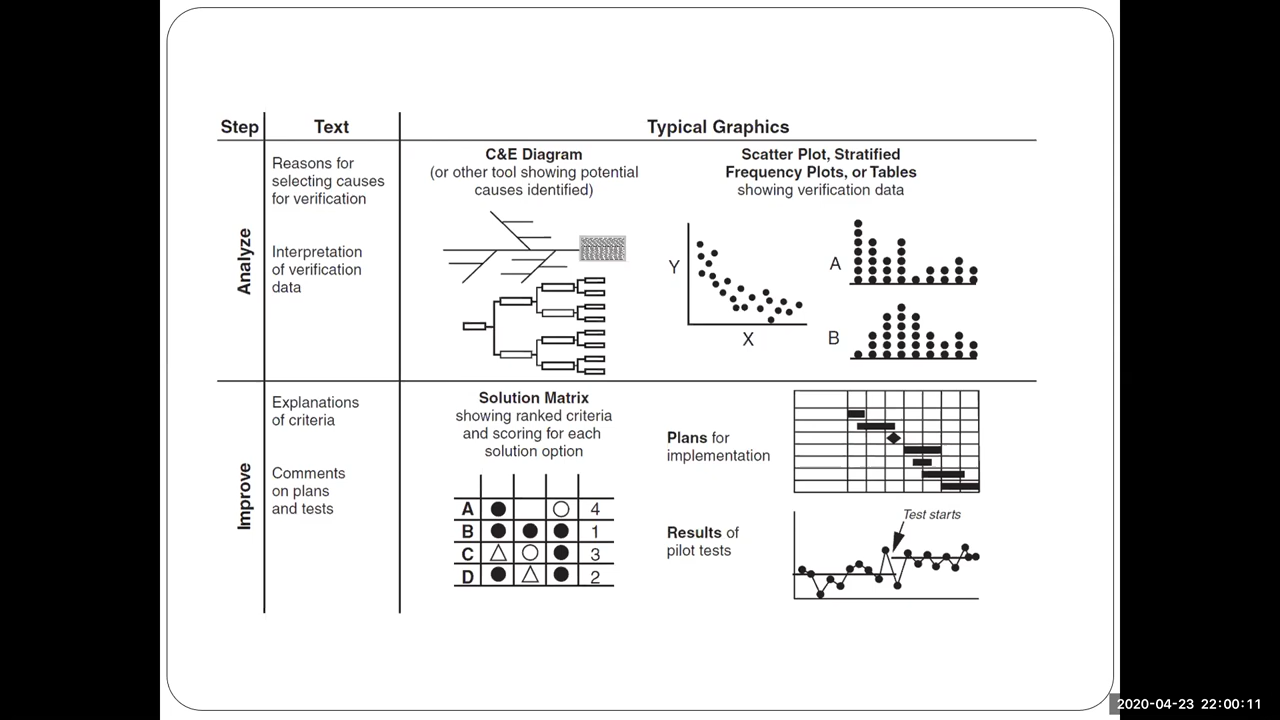 Step
Text
Typical Graphics
Analyze
Reasons for
selecting causes
for verification
Interpretation
of verification
data
C&E Diagram
(or other tool showing potential
causes identified)
Scatter Plot, Stratified
Frequency Plots, or Tables
showing verification data
Y
X
A
B
Improve
Explanations
of criteria
Comments
on plans
and tests
Solution Matrix
showing ranked criteria
and scoring for each
solution option
A 4
B 1
C 3
D 2
Plans for
implementation
Results of
pilot tests
Test starts
2020-04-23 22:00:11